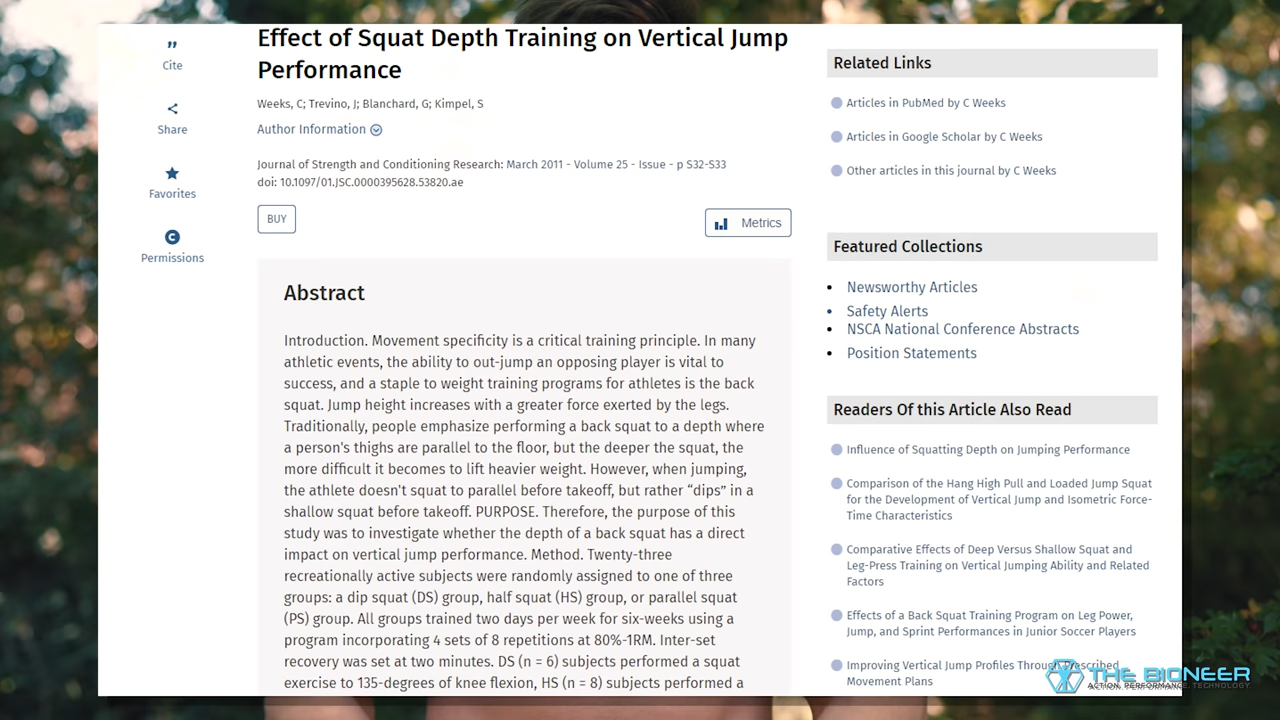 ”
Cite
Share
Favorites
Permissions
Effect of Squat Depth Training on Vertical Jump
Performance
Weeks, C; Trevino, J; Blanchard, G; Kimpel, S
Author Information
Journal of Strength and Conditioning Research: March 2011 - Volume 25 - Issue - p S32-S33
doi: 10.1097/01.JSC.0000395628.53820.ae
BUY
Metrics
Abstract
Introduction. Movement specificity is a critical training principle. In many
athletic events, the ability to out-jump an opposing player is vital to
success, and a staple to weight training programs for athletes is the back
squat. Jump height increases with a greater force exerted by the legs.
Traditionally, people emphasize performing a back squat to a depth where
a person's thighs are parallel to the floor, but the deeper the squat, the
more difficult it becomes to lift heavier weight. However, when jumping,
the athlete doesn't squat to parallel before takeoff, but rather “dips” in a
shallow squat before takeoff. PURPOSE. Therefore, the purpose of this
study was to investigate whether the depth of a back squat has a direct
impact on vertical jump performance. Method. Twenty-three
recreationally active subjects were randomly assigned to one of three
groups: a dip squat (DS) group, half squat (HS) group, or parallel squat
(PS) group. All groups trained two days per week for six-weeks using a
program incorporating 4 sets of 8 repetitions at 80%-1RM. Inter-set
recovery was set at two minutes. DS (n = 6) subjects performed a squat
exercise to 135-degrees of knee flexion, HS (n = 8) subjects performed a
Related Links
Articles in PubMed by C Weeks
Articles in Google Scholar by C Weeks
Other articles in this journal by C Weeks
Featured Collections
Newsworthy Articles
Safety Alerts
NSCA National Conference Abstracts
Position Statements
Readers Of this Article Also Read
Influence of Squatting Depth on Jumping Performance
Comparison of the Hang High Pull and Loaded Jump Squat
for the Development of Vertical Jump and Isometric Force-
Time Characteristics
Comparative Effects of Deep Versus Shallow Squat and
Leg-Press Training on Vertical Jumping Ability and Related
Factors
Effects of a Back Squat Training Program on Leg Power,
Jump, and Sprint Performances in Junior Soccer Players
Improving Vertical Jump Profiles Through Prescribed
Movement Plans
THE BIONEER
ACTION. PERFORMANCE. TECHNOLOGY.